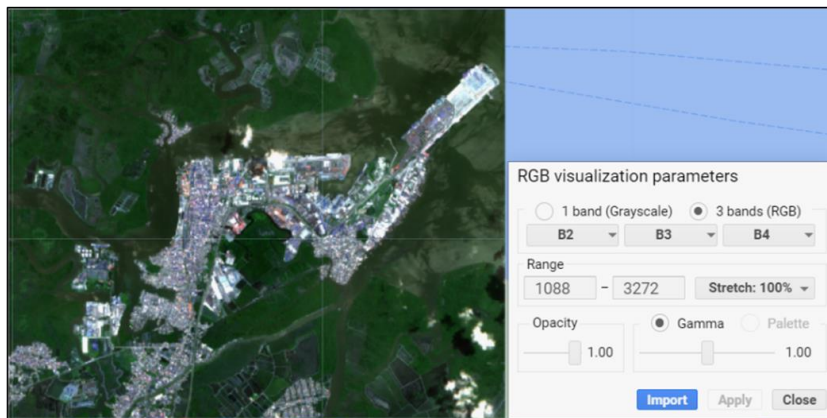 RGB visualization parameters
1 band (Grayscale) 3 bands (RGB)
B2 B3 B4
Range
1088 – 3272 Stretch: 100%
Opacity Gamma Palette
1.00 1.00
Import Apply Close